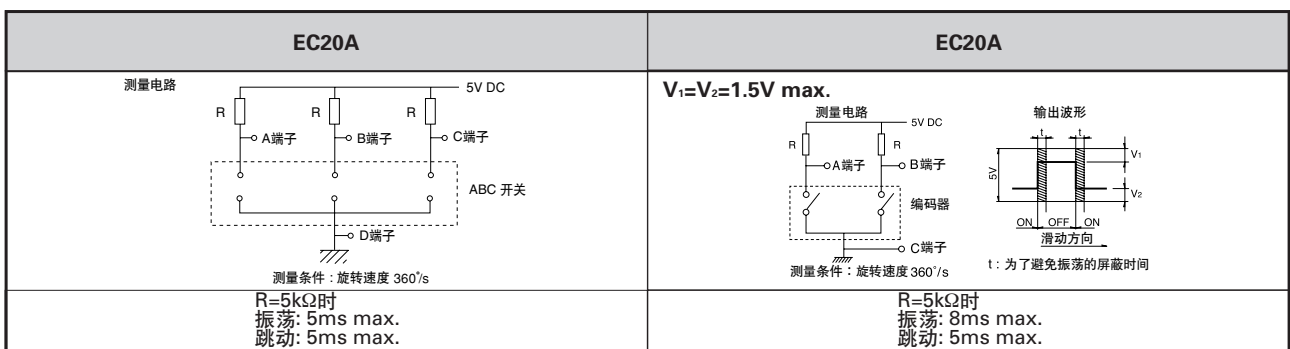 EC20A
EC20A
测量电路
5V DC
R
R
R
A端子
B端子
C端子
ABC 开关
D端子
测量条件：旋转速度 360°/s
V1=V2=1.5V max.
测量电路
5V DC
R
R
A端子
B端子
编码器
C端子
测量条件：旋转速度 360°/s
输出波形
t
t
5V
V1
V2
ON OFF ON
滑动方向
t：为了避免振荡的屏蔽时间
R=5kΩ时
振荡: 5ms max.
跳动: 5ms max.
R=5kΩ时
振荡: 8ms max.
跳动: 5ms max.